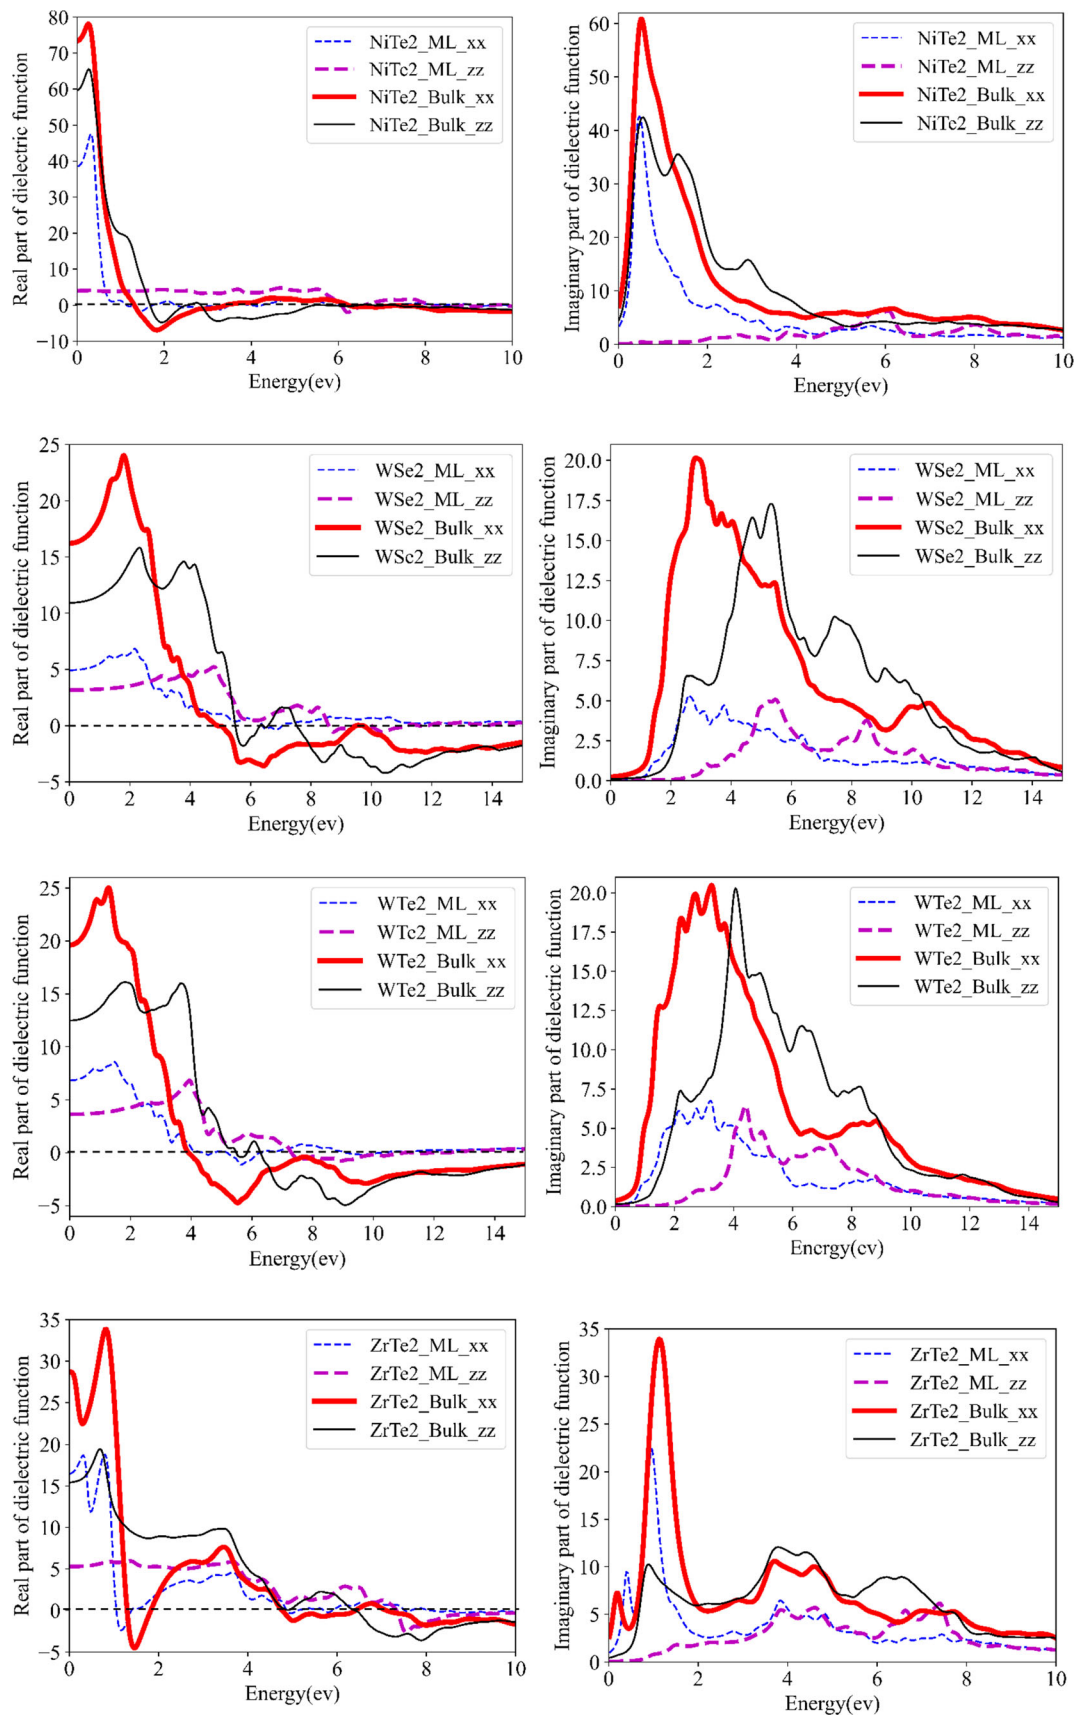 Real part of dielectric function
80
70
60
50
40
30
20
10
0
−10
NiTe2_ML_xx
NiTe2_ML_zz
NiTe2_Bulk_xx
NiTe2_Bulk_zz
0 2 4 6 8 10
Energy(ev)
Imaginary part of dielectric function
60
50
40
30
20
10
0
NiTe2_ML_xx
NiTe2_ML_zz
NiTe2_Bulk_xx
NiTe2_Bulk_zz
0 2 4 6 8 10
Energy(ev)
Real part of dielectric function
25
20
15
10
5
0
−5
WSe2_ML_xx
WSe2_ML_zz
WSe2_Bulk_xx
WSe2_Bulk_zz
0 2 4 6 8 10 12 14
Energy(ev)
Imaginary part of dielectric function
20.0
17.5
15.0
12.5
10.0
7.5
5.0
2.5
0.0
WSe2_ML_xx
WSe2_ML_zz
WSe2_Bulk_xx
WSe2_Bulk_zz
0 2 4 6 8 10 12 14
Energy(ev)
Real part of dielectric function
25
20
15
10
5
0
−5
WTe2_ML_xx
WTe2_ML_zz
WTe2_Bulk_xx
WTe2_Bulk_zz
0 2 4 6 8 10 12 14
Energy(ev)
Imaginary part of dielectric function
20.0
17.5
15.0
12.5
10.0
7.5
5.0
2.5
0.0
WTe2_ML_xx
WTe2_ML_zz
WTe2_Bulk_xx
WTe2_Bulk_zz
0 2 4 6 8 10 12 14
Energy(ev)
Real part of dielectric function
35
30
25
20
15
10
5
0
−5
ZrTe2_ML_xx
ZrTe2_ML_zz
ZrTe2_Bulk_xx
ZrTe2_Bulk_zz
0 2 4 6 8 10
Energy(ev)
Imaginary part of dielectric function
35
30
25
20
15
10
5
0
ZrTe2_ML_xx
ZrTe2_ML_zz
ZrTe2_Bulk_xx
ZrTe2_Bulk_zz
0 2 4 6 8 10
Energy(ev)